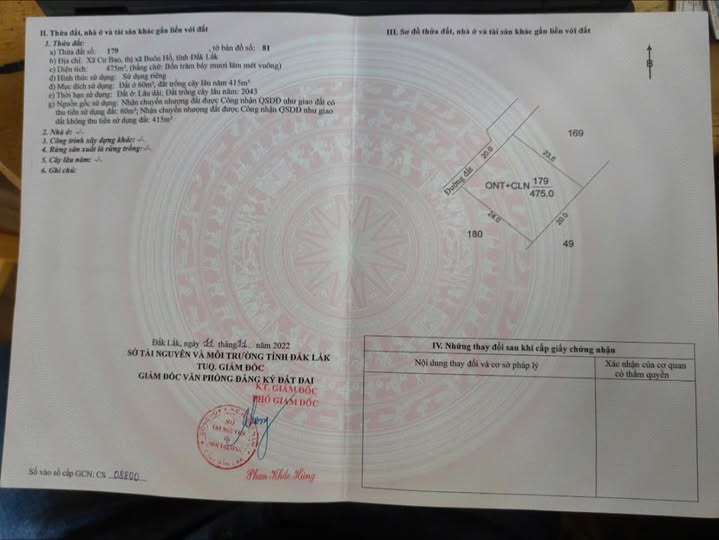 II. Thửa đất, nhà ở và tài sản khác gắn liền với đất
1. Thửa đất:
a) Thửa đất số: 179 , tờ bản đồ số: 81
b) Địa chỉ: Xã Cư Bao, thị xã Buôn Hồ, tỉnh Đắk Lắk
c) Diện tích: 475m², (bằng chữ: Bốn trăm bảy mươi lăm mét vuông)
d) Hình thức sử dụng: Sử dụng riêng
đ) Mục đích sử dụng: Đất ở 60m², đất trồng cây lâu năm 415m²
e) Thời hạn sử dụng: Đất ở: Lâu dài; Đất trồng cây lâu năm: 2043
g) Nguồn gốc sử dụng: Nhận chuyển nhượng đất được Công nhận QSDĐ như giao đất có
thu tiền sử dụng đất: 60m²; Nhận chuyển nhượng đất được Công nhận QSDĐ như giao
đất không thu tiền sử dụng đất: 415m²
2. Nhà ở: -/-.
3. Công trình xây dựng khác: -/-.
4. Rừng sản xuất là rừng trồng: -/-.
5. Cây lâu năm: -/-.
6. Ghi chú:
Đắk Lắk, ngày 11 tháng 11 năm 2022
SỞ TÀI NGUYÊN VÀ MÔI TRƯỜNG TỈNH ĐẮK LẮK
TUQ. GIÁM ĐỐC
GIÁM ĐỐC VĂN PHÒNG ĐĂNG KÝ ĐẤT ĐAI
KT. GIÁM ĐỐC
PHÓ GIÁM ĐỐC
SỞ
TÀI NGUYÊN
VÀ
MÔI TRƯỜNG
Phan Khắc Hùng
Số vào sổ cấp GCN: CS 08800
III. Sơ đồ thửa đất, nhà ở và tài sản khác gắn liền với đất
B
169
20.0
23.6
Đường đất
ONT+CLN 179
475.0
24.0
20.0
180
49
IV. Những thay đổi sau khi cấp giấy chứng nhận
Nội dung thay đổi và cơ sở pháp lý
Xác nhận của cơ quan
có thẩm quyền